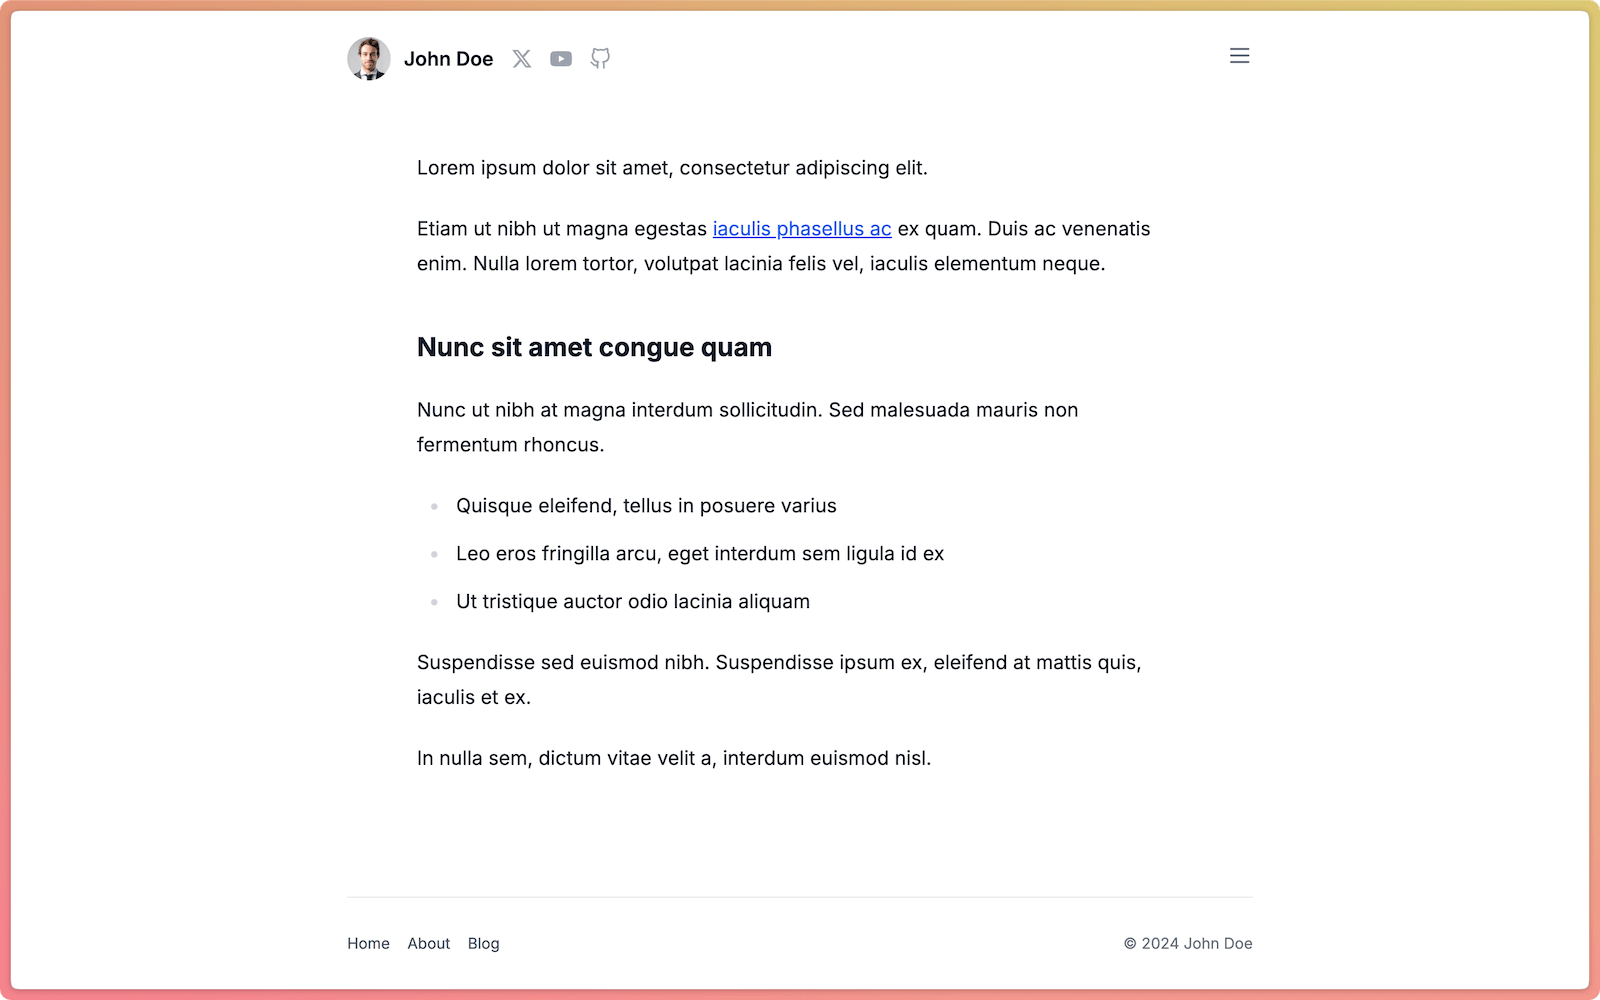 John Doe
Lorem ipsum dolor sit amet, consectetur adipiscing elit.
Etiam ut nibh ut magna egestas iaculis phasellus ac ex quam. Duis ac venenatis
enim. Nulla lorem tortor, volutpat lacinia felis vel, iaculis elementum neque.
Nunc sit amet congue quam
Nunc ut nibh at magna interdum sollicitudin. Sed malesuada mauris non
fermentum rhoncus.
Quisque eleifend, tellus in posuere varius
Leo eros fringilla arcu, eget interdum sem ligula id ex
Ut tristique auctor odio lacinia aliquam
Suspendisse sed euismod nibh. Suspendisse ipsum ex, eleifend at mattis quis,
iaculis et ex.
In nulla sem, dictum vitae velit a, interdum euismod nisl.
Home About Blog © 2024 John Doe